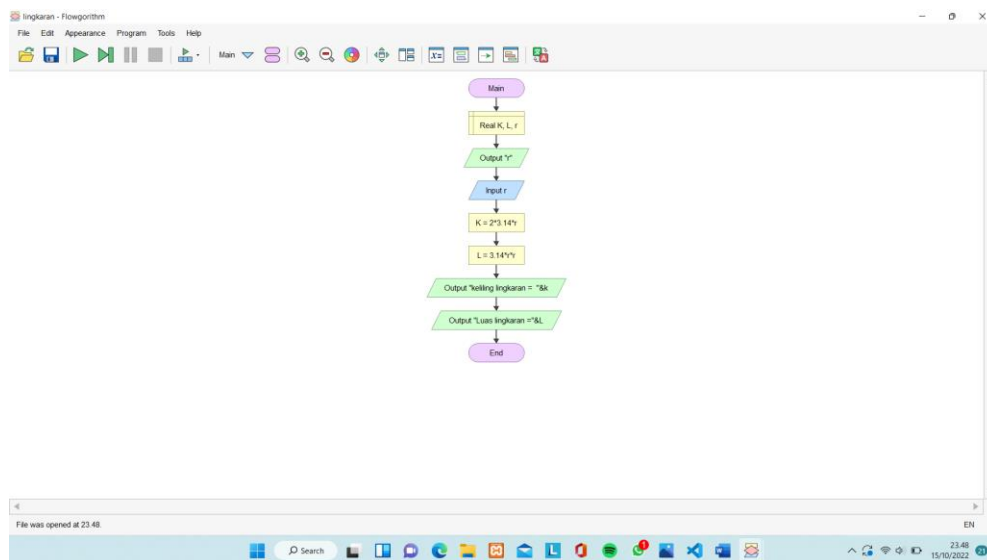 lingkaran - Flowgorithm
File Edit Appearance Program Tools Help
Main
Main
Real K, L, r
Output "r"
Input r
K = 2*3.14*r
L = 3.14*r*r
Output "keliling lingkaran = "&k
Output "Luas lingkaran ="&L
End
File was opened at 23.48.
EN
Search
23.48
15/10/2022
21